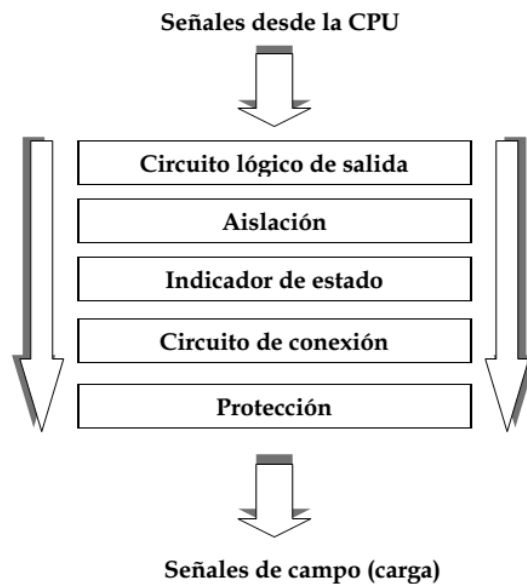 Señales desde la CPU
Circuito lógico de salida
Aislación
Indicador de estado
Circuito de conexión
Protección
Señales de campo (carga)